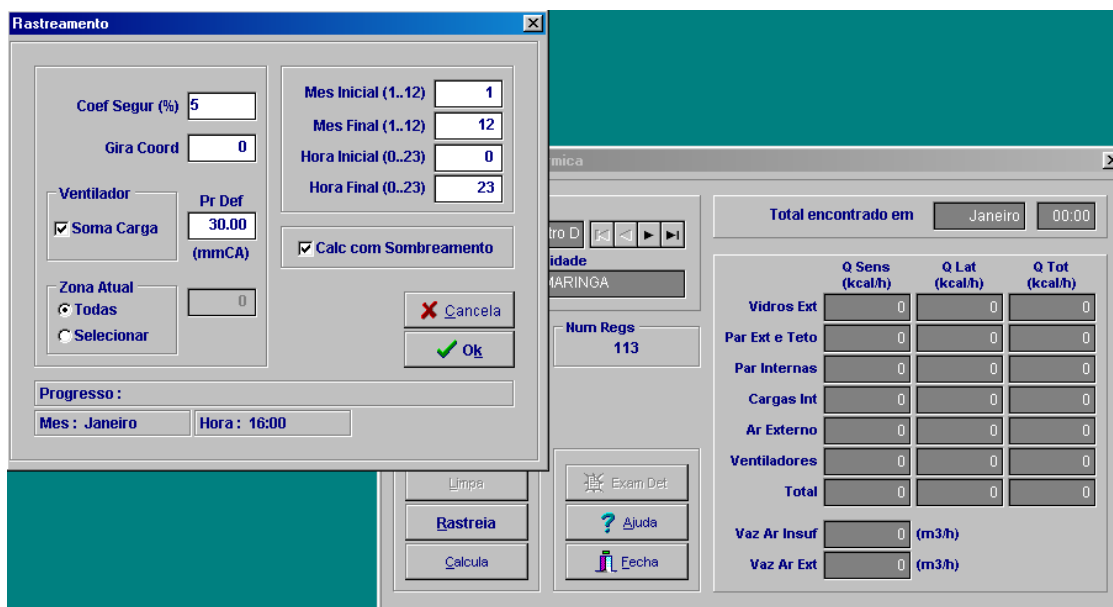 Rastreamento
Coef Segur (%) 5
Gira Coord 0
Ventilador
Soma Carga
Pr Def
30.00
(mmCA)
Zona Atual
Todas
Selecionar
0
Mes Inicial (1..12) 1
Mes Final (1..12) 12
Hora Inicial (0..23) 0
Hora Final (0..23) 23
Calc com Sombreamento
Cancela
Ok
Progresso :
Mes : Janeiro Hora : 16:00
mica
tro D
idade
MARINGA
Num Regs
113
Limpa
Rastreia
Calcula
Exam Det
Ajuda
Fecha
Total encontrado em Janeiro 00:00
Q Sens Q Lat Q Tot
(kcal/h) (kcal/h) (kcal/h)
Vidros Ext 0 0 0
Par Ext e Teto 0 0 0
Par Internas 0 0 0
Cargas Int 0 0 0
Ar Externo 0 0 0
Ventiladores 0 0 0
Total 0 0 0
Vaz Ar Insuf 0 (m3/h)
Vaz Ar Ext 0 (m3/h)